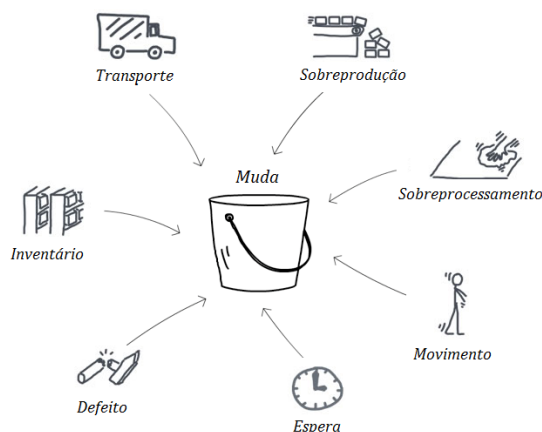 Transporte
Sobreprodução
Muda
Sobreprocessamento
Inventário
Movimento
Defeito
Espera